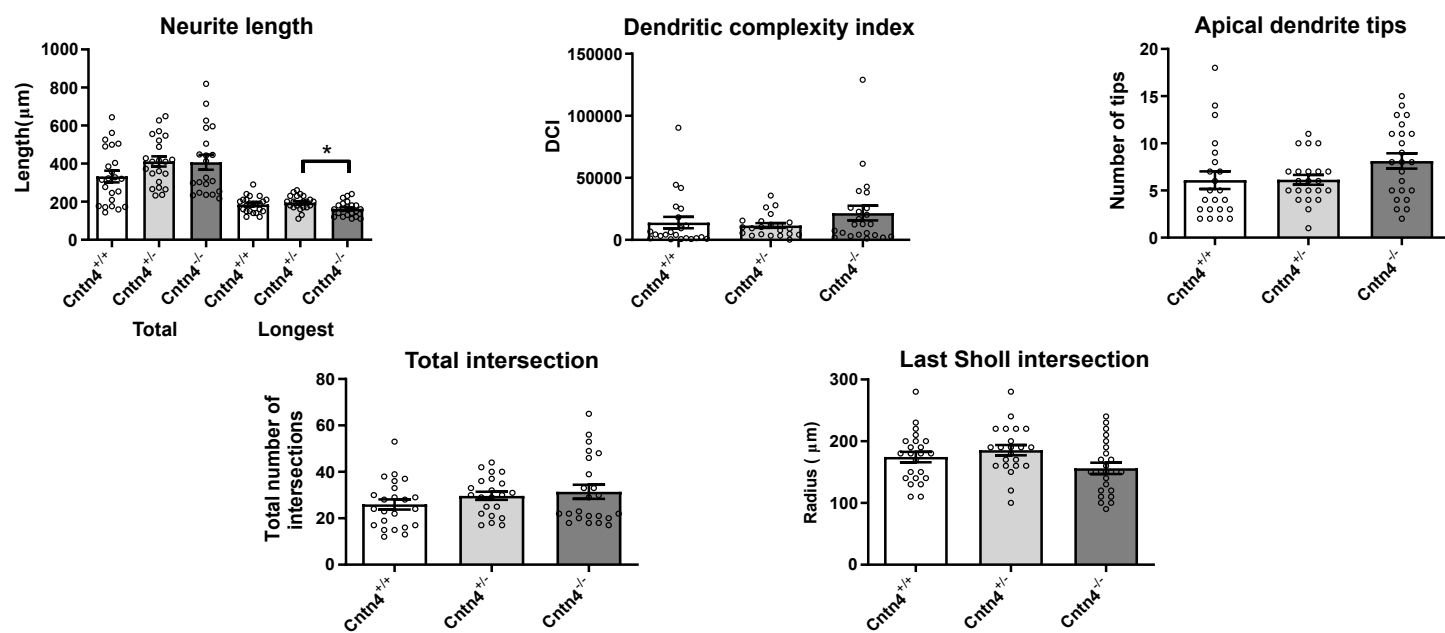 Neurite length
Length(μm)
1000
800
600
400
200
0
*
Cntn4+/+
Cntn4+/-
Cntn4-/-
Cntn4+/+
Cntn4+/-
Cntn4-/-
Total
Longest
Dendritic complexity index
DCI
150000
100000
50000
0
Cntn4+/+
Cntn4+/-
Cntn4-/-
Apical dendrite tips
Number of tips
20
15
10
5
0
Cntn4+/+
Cntn4+/-
Cntn4-/-
Total intersection
Total number of
intersections
80
60
40
20
0
Cntn4+/+
Cntn4+/-
Cntn4-/-
Last Sholl intersection
Radius ( μm)
300
200
100
0
Cntn4+/+
Cntn4+/-
Cntn4-/-